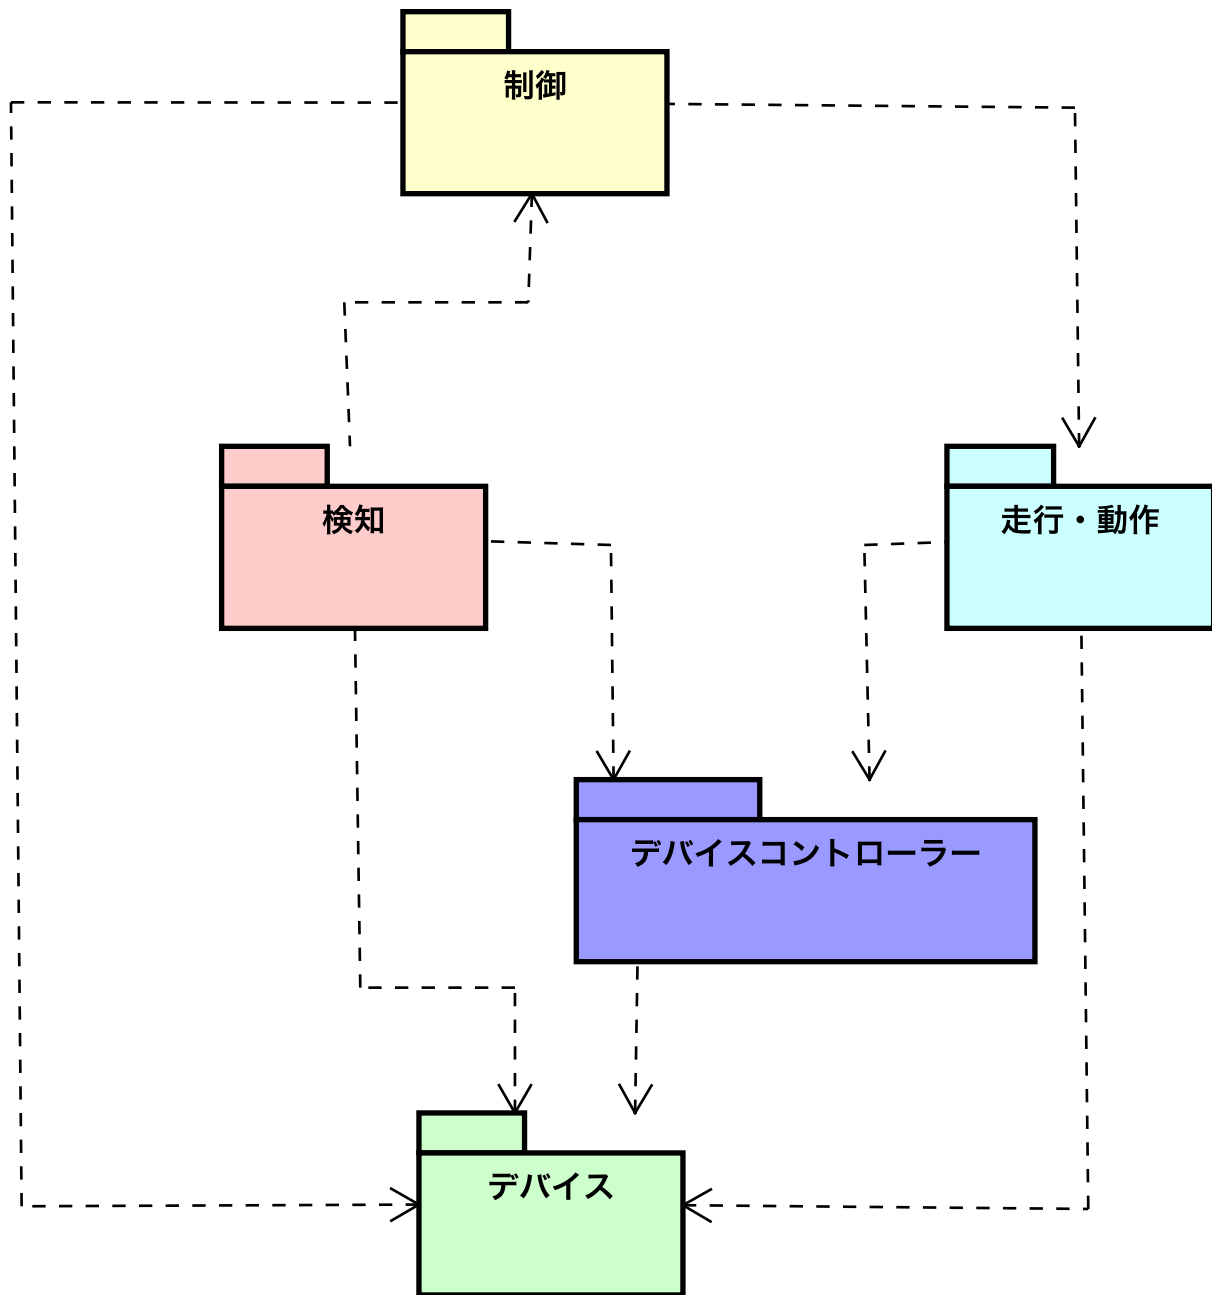 制御
検知
走行・動作
デバイスコントローラー
デバイス